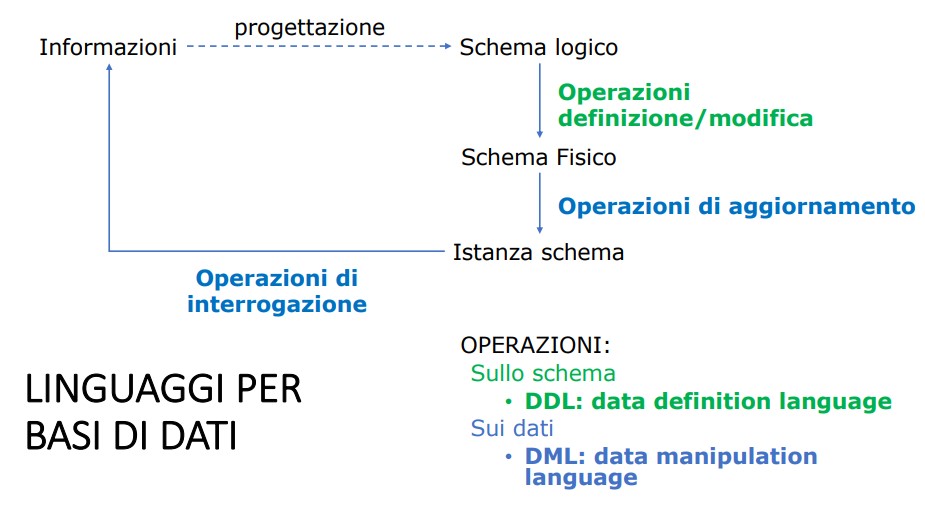 progettazione
Informazioni
Schema logico
Operazioni
definizione/modifica
Schema Fisico
Operazioni di aggiornamento
Istanza schema
Operazioni di
interrogazione
OPERAZIONI:
Sullo schema
• DDL: data definition language
Sui dati
• DML: data manipulation
language
LINGUAGGI PER
BASI DI DATI